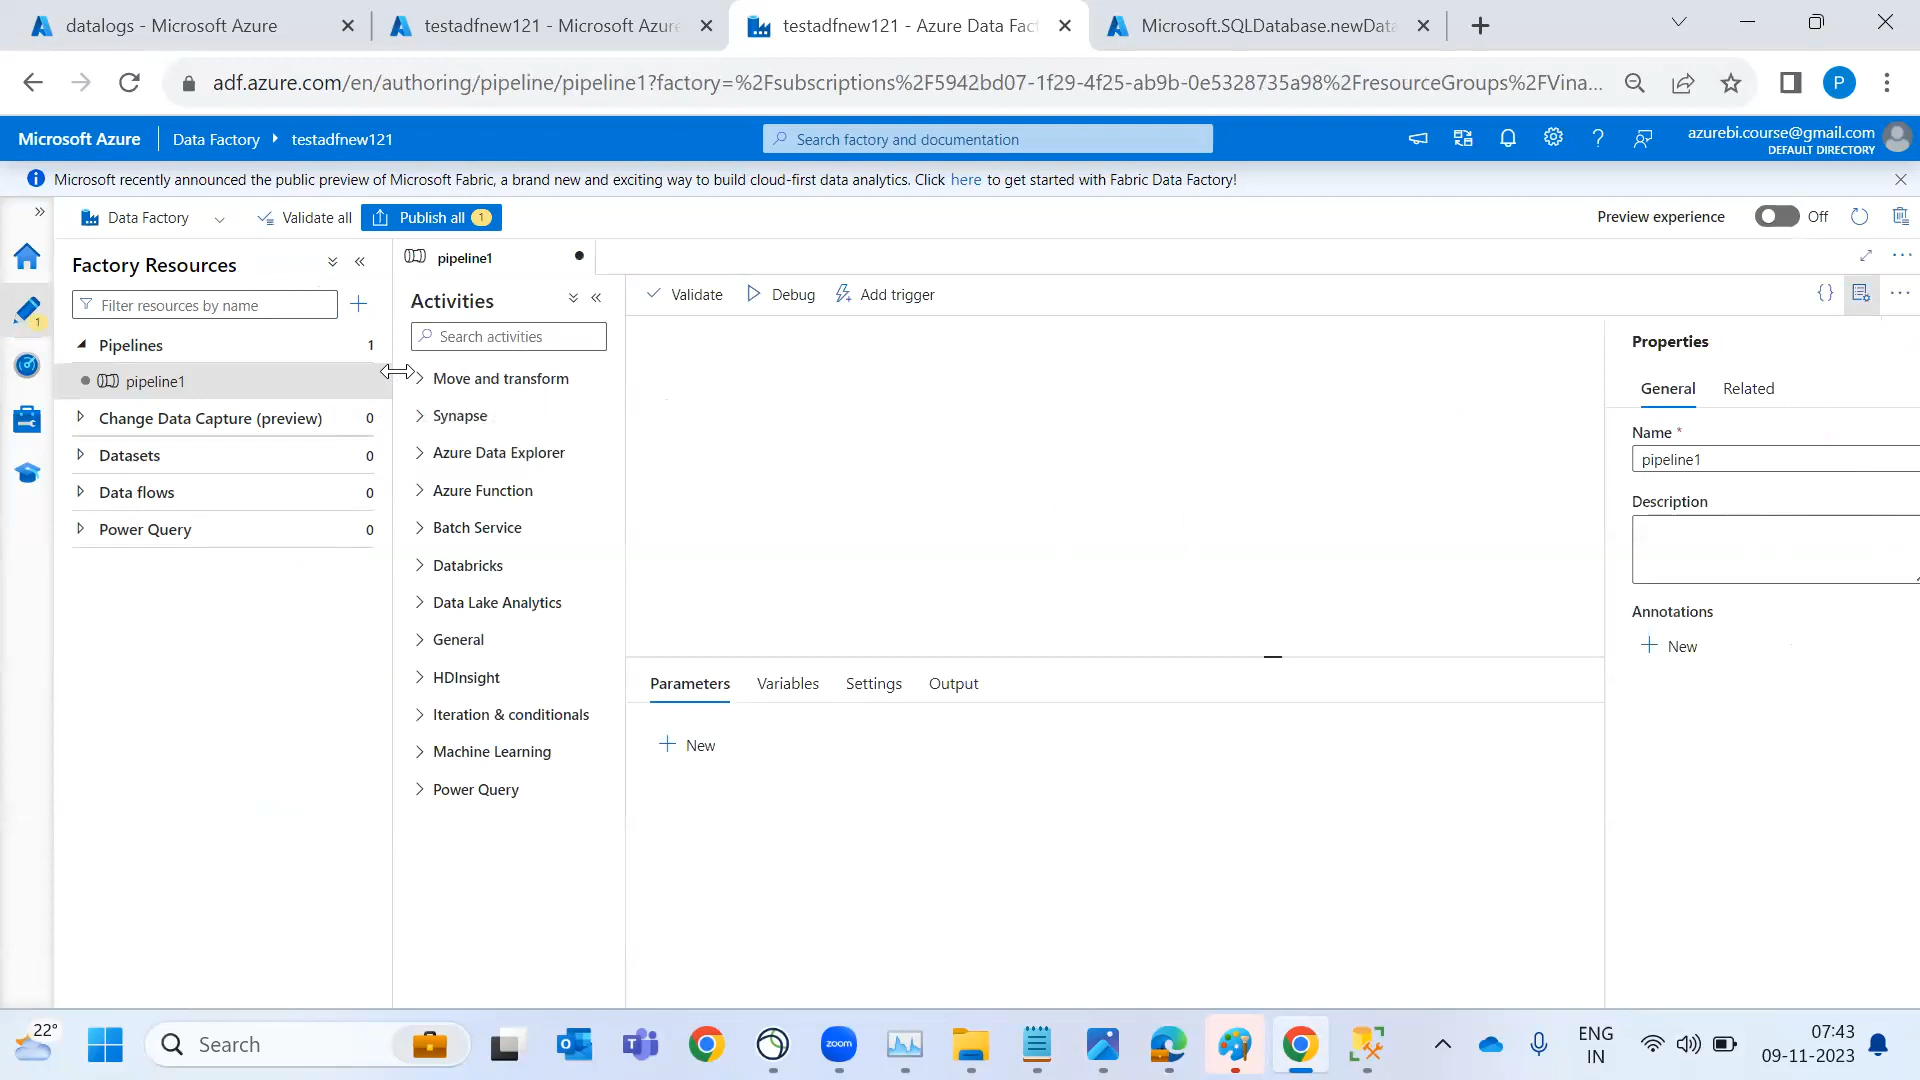 datalogs - Microsoft Azure
testadfnew121 - Microsoft Azure
testadfnew121 - Azure Data Fact
Microsoft.SQLDatabase.newData
adf.azure.com/en/authoring/pipeline/pipeline1?factory=%2Fsubscriptions%2F5942bd07-1f29-4f25-ab9b-0e5328735a98%2FresourceGroups%2FVina...
P
Microsoft Azure
Data Factory
testadfnew121
Search factory and documentation
azurebi.course@gmail.com
DEFAULT DIRECTORY
Microsoft recently announced the public preview of Microsoft Fabric, a brand new and exciting way to build cloud-first data analytics. Click here to get started with Fabric Data Factory!
Data Factory
Validate all
Publish all 1
Preview experience
Off
1
Factory Resources
Filter resources by name
Pipelines 1
pipeline1
Change Data Capture (preview) 0
Datasets 0
Data flows 0
Power Query 0
pipeline1
Activities
Search activities
Move and transform
Synapse
Azure Data Explorer
Azure Function
Batch Service
Databricks
Data Lake Analytics
General
HDInsight
Iteration & conditionals
Machine Learning
Power Query
Validate
Debug
Add trigger
Parameters
Variables
Settings
Output
New
Properties
General
Related
Name *
pipeline1
Description
Annotations
New
22°
Search
zoom
ENG
IN
07:43
09-11-2023